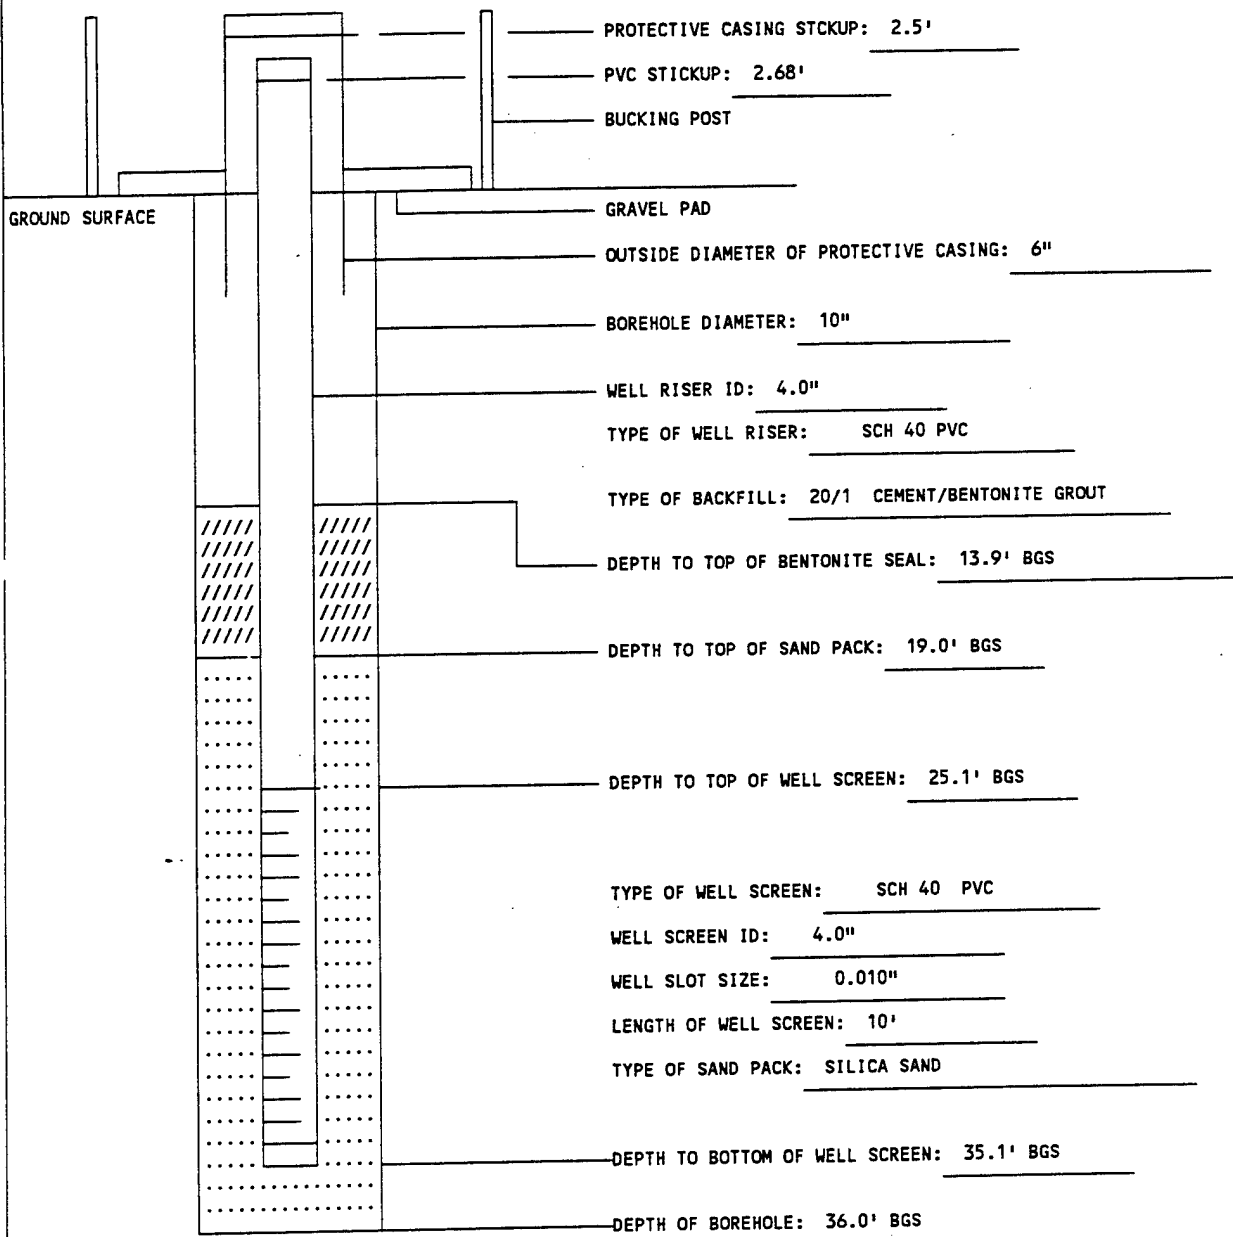 PROTECTIVE CASING STCKUP: 2.5'
PVC STICKUP: 2.68'
BUCKING POST
GROUND SURFACE
GRAVEL PAD
OUTSIDE DIAMETER OF PROTECTIVE CASING: 6"
BOREHOLE DIAMETER: 10"
WELL RISER ID: 4.0"
TYPE OF WELL RISER: SCH 40 PVC
TYPE OF BACKFILL: 20/1 CEMENT/BENTONITE GROUT
DEPTH TO TOP OF BENTONITE SEAL: 13.9' BGS
DEPTH TO TOP OF SAND PACK: 19.0' BGS
DEPTH TO TOP OF WELL SCREEN: 25.1' BGS
TYPE OF WELL SCREEN: SCH 40 PVC
WELL SCREEN ID: 4.0"
WELL SLOT SIZE: 0.010"
LENGTH OF WELL SCREEN: 10'
TYPE OF SAND PACK: SILICA SAND
DEPTH TO BOTTOM OF WELL SCREEN: 35.1' BGS
DEPTH OF BOREHOLE: 36.0' BGS